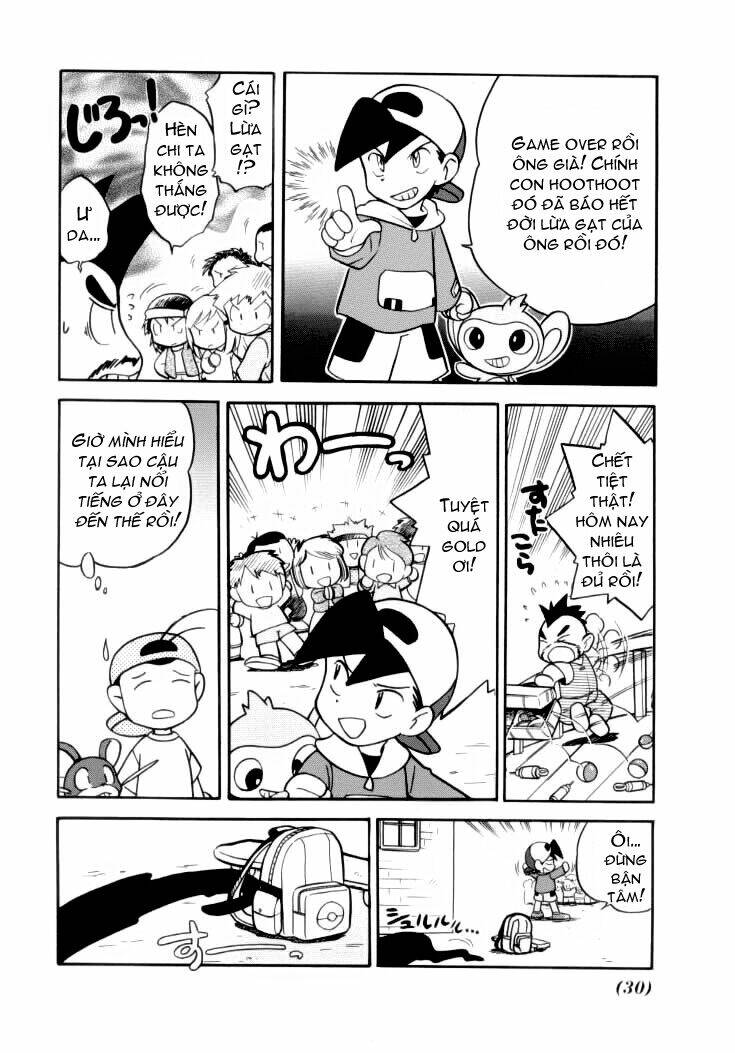 GAME OVER RỒI
ÔNG GIÀ! CHÍNH
CON HOOTHOOT
ĐÓ ĐÃ BÁO HẾT
ĐỜI LỪA GẠT CỦA
ÔNG RỒI ĐÓ!
CÁI
GÌ?
LỪA
GẠT
!?
HÈN
CHI TA
KHÔNG
THẮNG
ĐƯỢC!
じろっ!
Ư
DA...
CHẾT
TIỆT
THẬT!
HÔM NAY
NHIÊU
THÔI LÀ
ĐỦ RỒI!
すたこら
わーっ
TUYỆT
QUÁ
GOLD
ƠI!
GIỜ MÌNH HIỂU
TẠI SAO CẬU
TA LẠI NỔI
TIẾNG Ở ĐÂY
ĐẾN THẾ RỒI!
ÔI...
ĐỪNG
BẬN
TÂM!
シュルルル...
すーっ
(30)